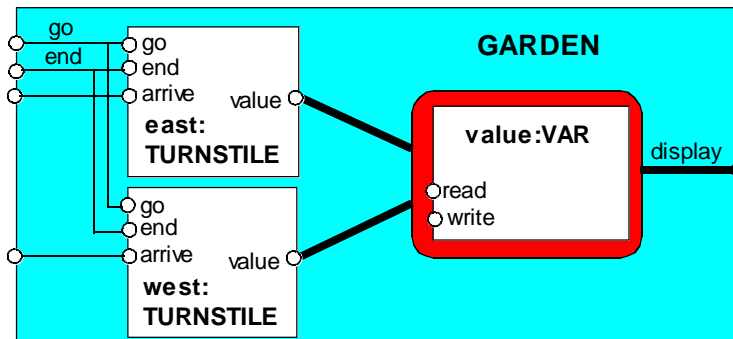 go
end
GARDEN
go
end
arrive
value
east:
TURNSTILE
value:VAR
display
read
write
go
end
arrive
value
west:
TURNSTILE